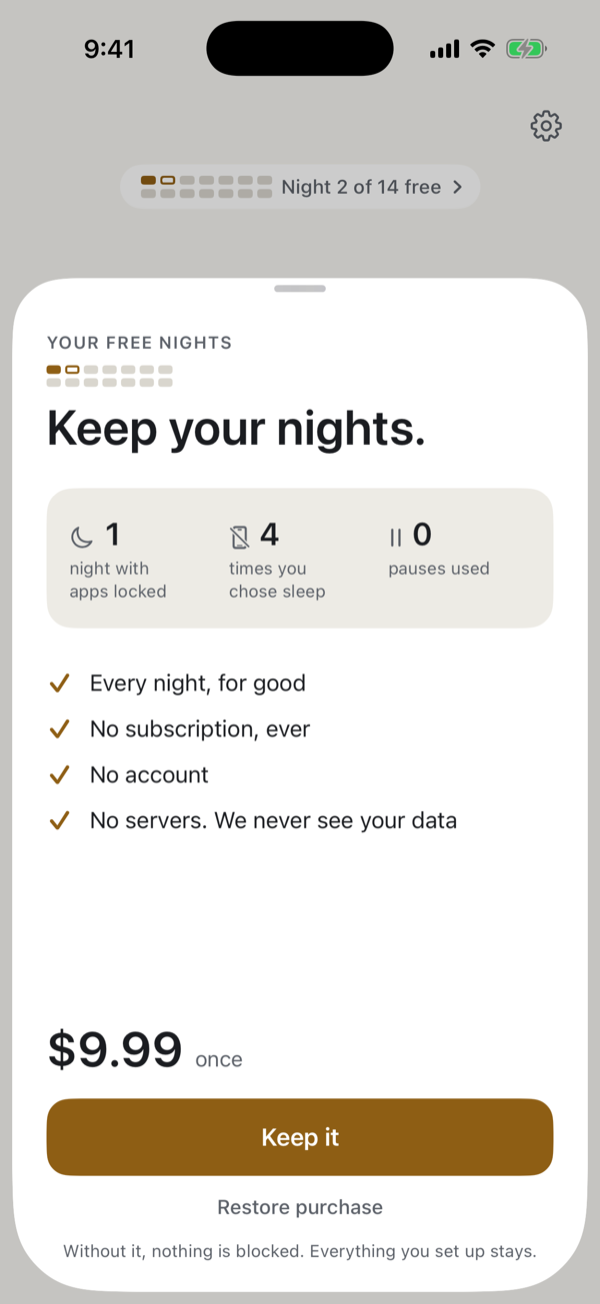 9:41
Night 2 of 14 free
YOUR FREE NIGHTS
Keep your nights.
1
night with
apps locked
4
times you
chose sleep
0
pauses used
Every night, for good
No subscription, ever
No account
No servers. We never see your data
$9.99 once
Keep it
Restore purchase
Without it, nothing is blocked. Everything you set up stays.